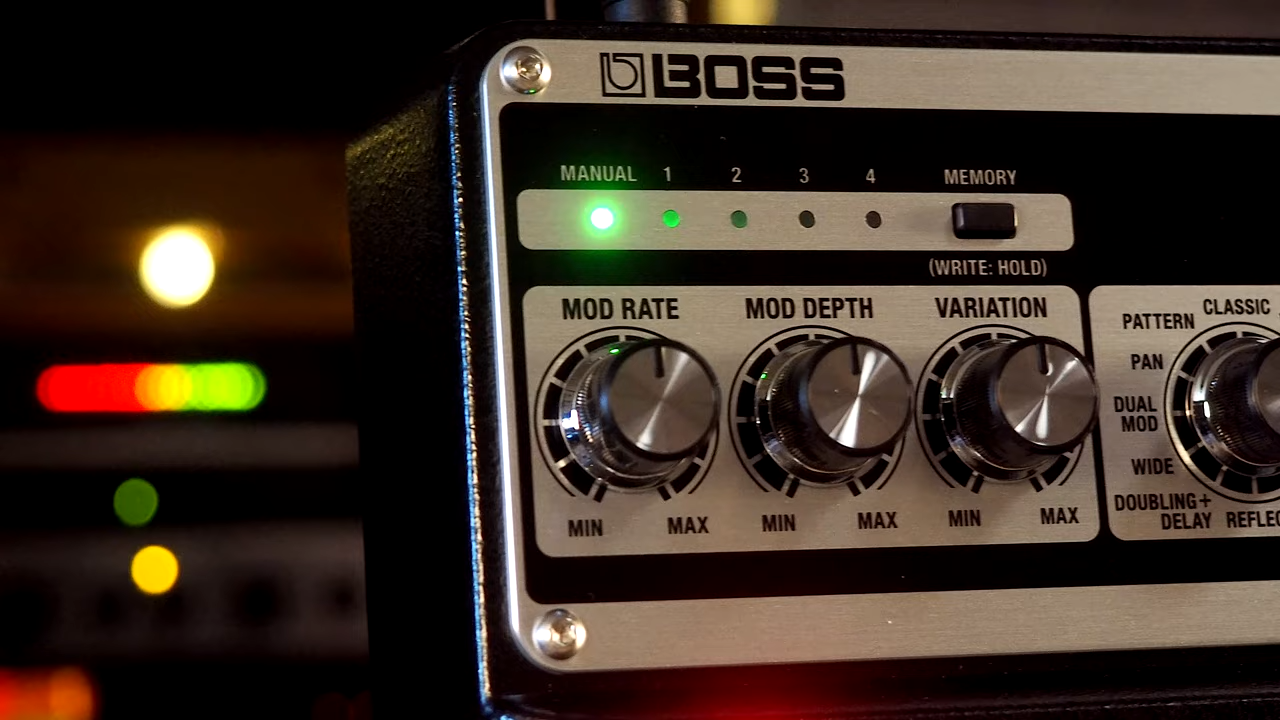 BOSS
MANUAL 1 2 3 4 MEMORY
(WRITE: HOLD)
MOD RATE MOD DEPTH VARIATION
MIN MAX MIN MAX MIN MAX
CLASSIC
PATTERN
PAN
DUAL
MOD
WIDE
DOUBLING+
DELAY